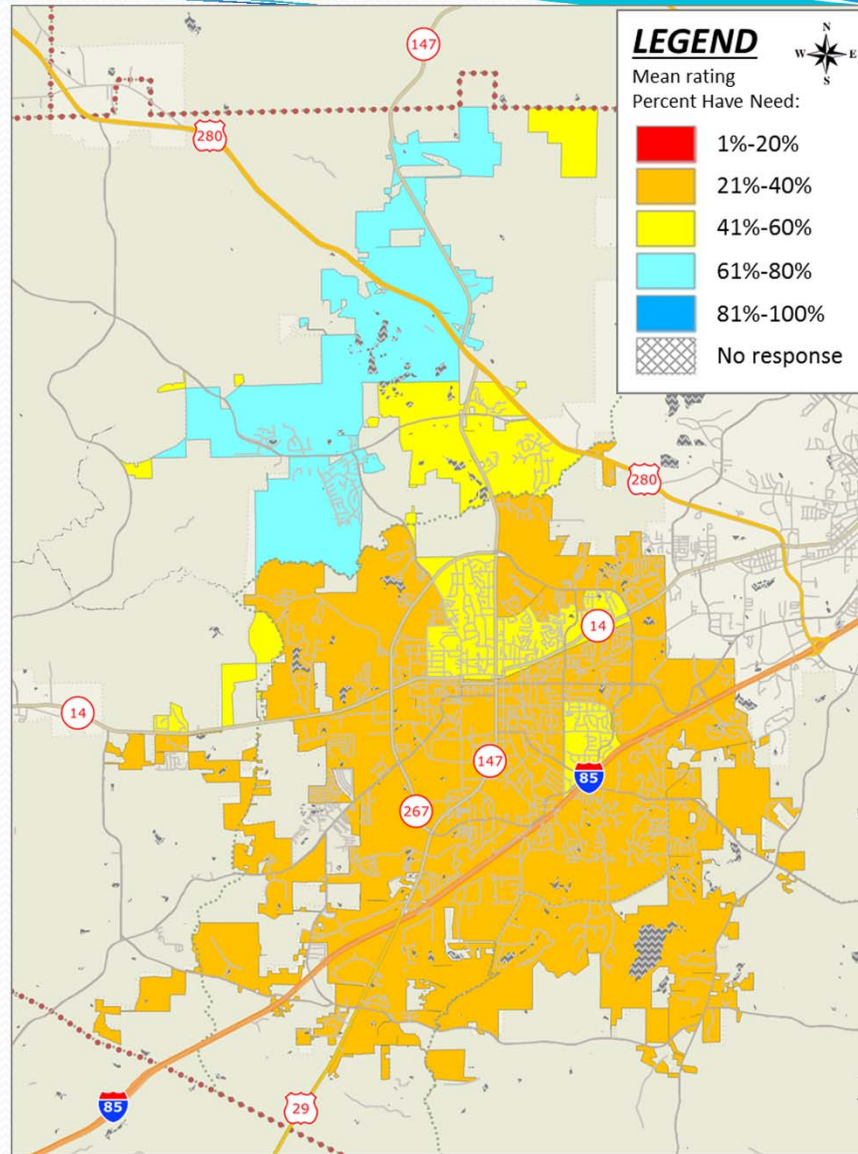 147
LEGEND
N
W E
S
Mean rating
Percent Have Need:
280
1%-20%
21%-40%
41%-60%
61%-80%
81%-100%
No response
280
14
14
147
85
267
85
29